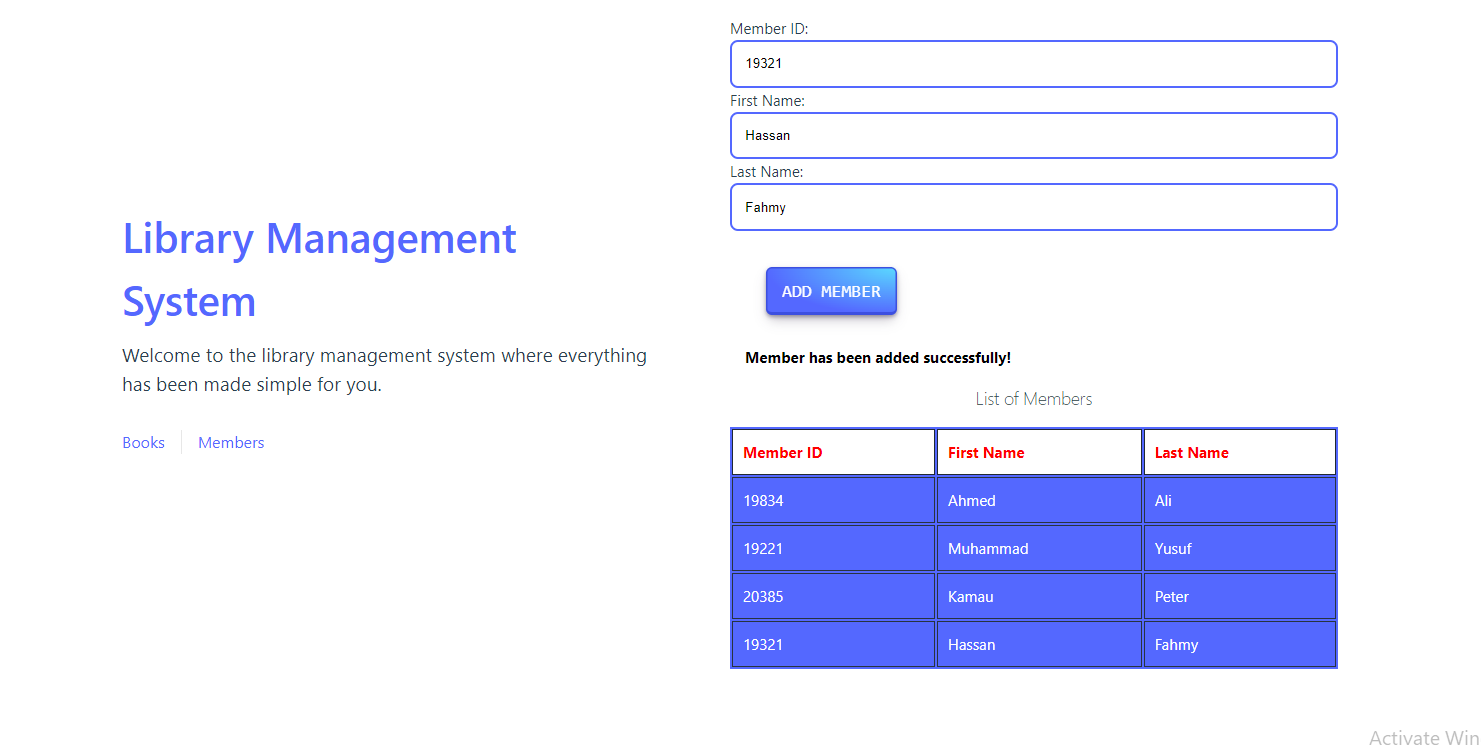 Library Management
System
Welcome to the library management system where everything
has been made simple for you.
Books Members
Member ID:
19321
First Name:
Hassan
Last Name:
Fahmy
ADD MEMBER
Member has been added successfully!
List of Members
Member ID First Name Last Name
19834 Ahmed Ali
19221 Muhammad Yusuf
20385 Kamau Peter
19321 Hassan Fahmy
Activate Win